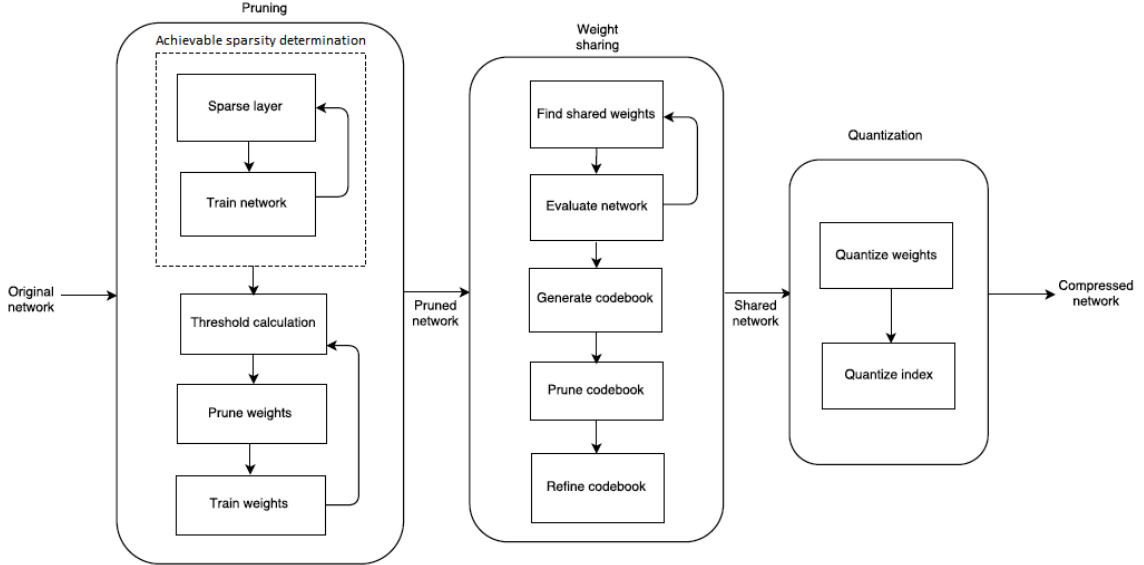 Pruning
Achievable sparsity determination
Sparse layer
Train network
Threshold calculation
Prune weights
Train weights
Original
network
Pruned
network
Weight
sharing
Find shared weights
Evaluate network
Generate codebook
Prune codebook
Refine codebook
Shared
network
Quantization
Quantize weights
Quantize index
Compressed
network